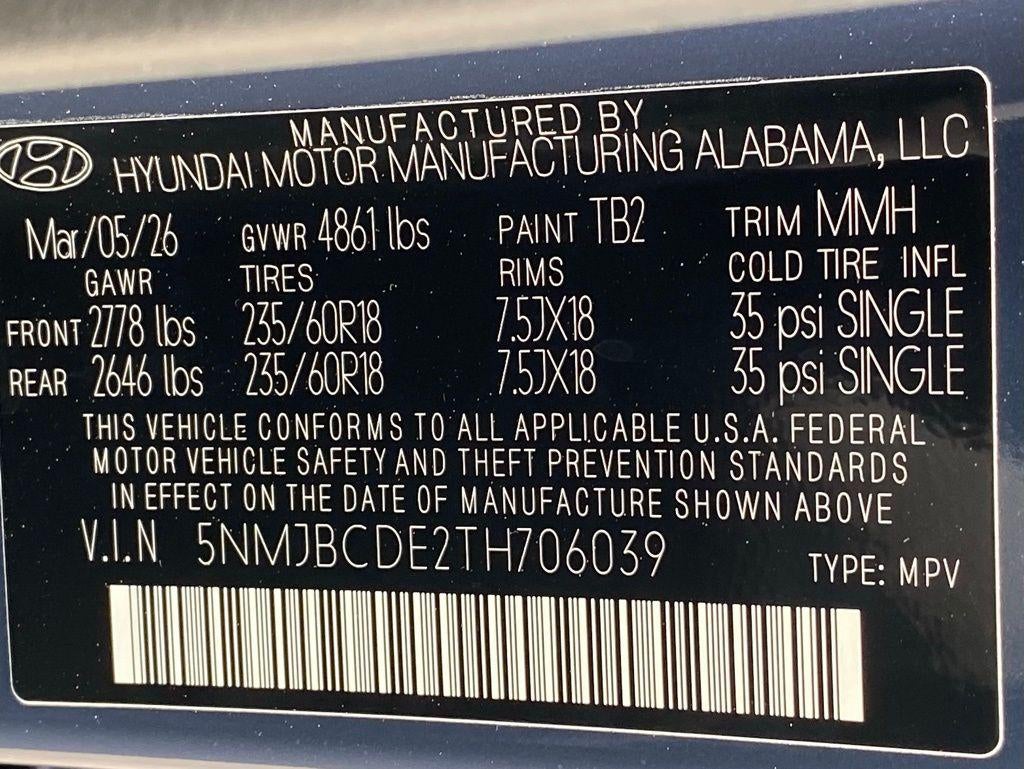 MANUFACTURED BY
HYUNDAI MOTOR MANUFACTURING ALABAMA, LLC
Mar/05/26 GVWR 4861 lbs PAINT TB2 TRIM MMH
GAWR TIRES RIMS COLD TIRE INFL
FRONT 2778 lbs 235/60R18 7.5JX18 35 psi SINGLE
REAR 2646 lbs 235/60R18 7.5JX18 35 psi SINGLE
THIS VEHICLE CONFORMS TO ALL APPLICABLE U.S.A. FEDERAL
MOTOR VEHICLE SAFETY AND THEFT PREVENTION STANDARDS
IN EFFECT ON THE DATE OF MANUFACTURE SHOWN ABOVE
V.I.N 5NMJBCDE2TH706039 TYPE: MPV